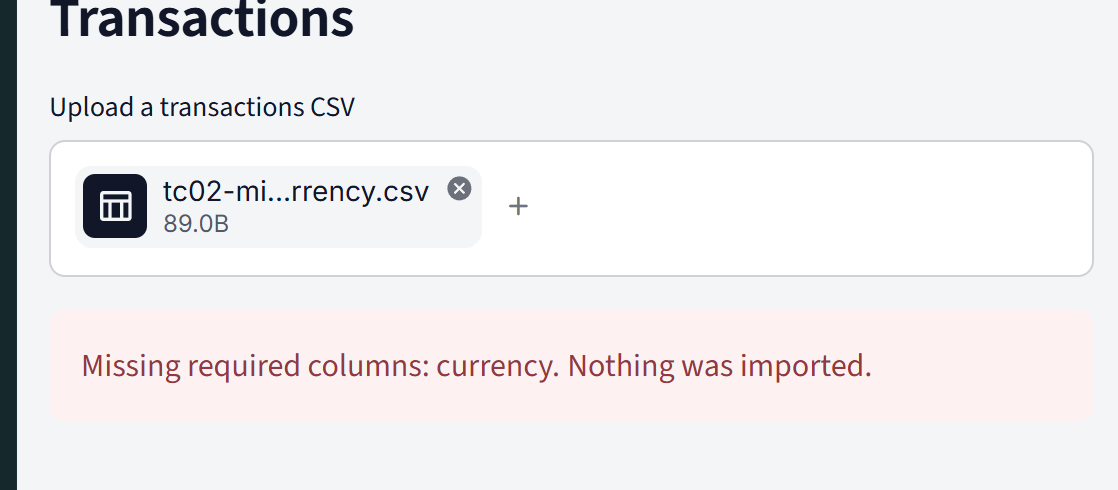 Transactions
Upload a transactions CSV
tc02-mi...rrency.csv
89.0B
Missing required columns: currency. Nothing was imported.